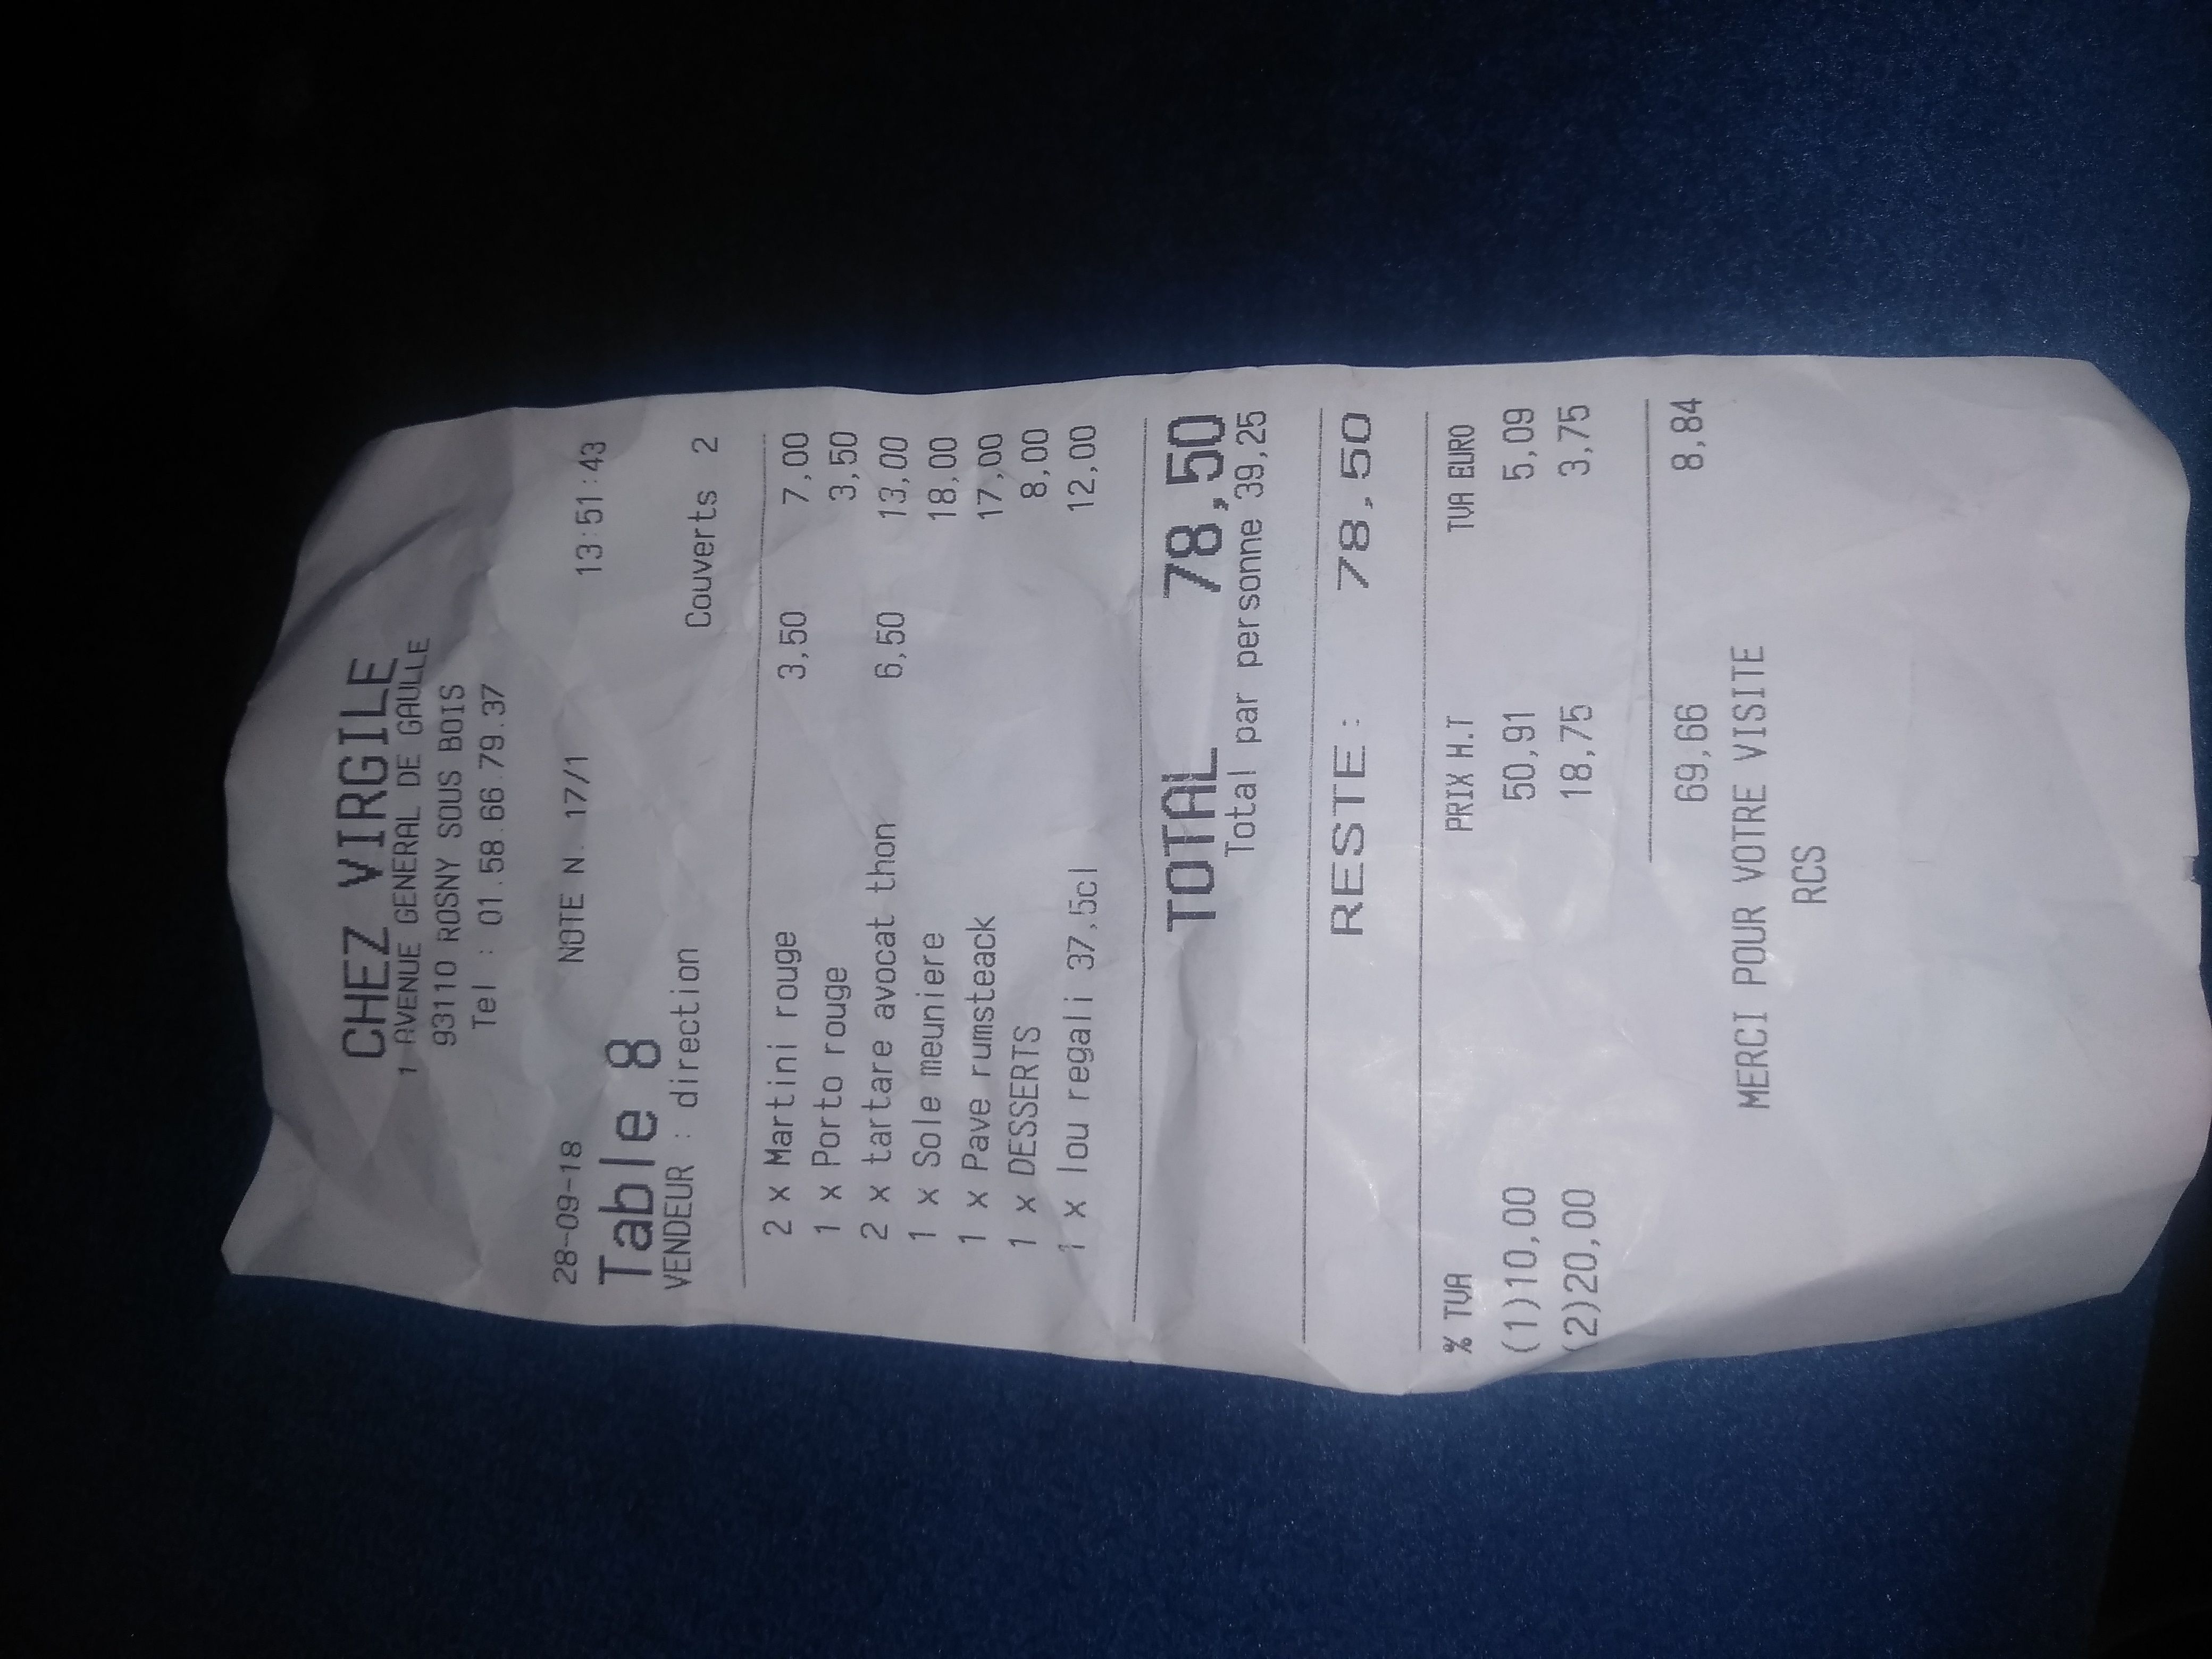 CHEZ VIRGILE
1 AVENUE GENERAL DE GAULLE
93110 ROSNY SOUS BOIS
Tel : 01.58.66.79.37
28-09-18 NOTE N. 17/1 13:51:43
Table 8
VENDEUR : direction Couverts 2
2 x Martini rouge 3,50 7,00
1 x Porto rouge 3,50
2 x tartare avocat thon 6,50 13,00
1 x Sole meuniere 18,00
1 x Pave rumsteack 17,00
1 x DESSERTS 8,00
1 x lou regali 37,5cl 12,00
TOTAL 78,50
Total par personne 39,25
RESTE : 78,50
% TVA PRIX H.T TVA EURO
(1)10,00 50,91 5,09
(2)20,00 18,75 3,75
69,66 8,84
MERCI POUR VOTRE VISITE
RCS